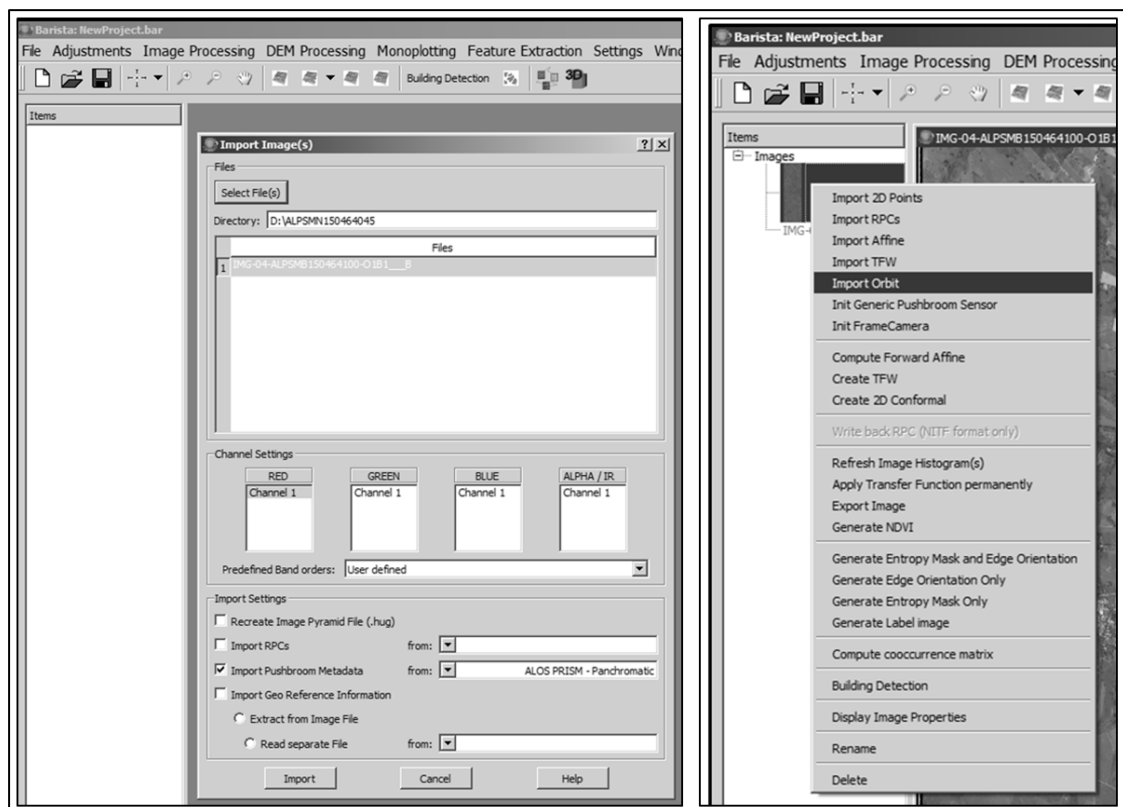 Barista: NewProject.bar
File Adjustments Image Processing DEM Processing Monoplotting Feature Extraction Settings Wind
Building Detection 3D
Items
Import Image(s)
Files
Select File(s)
Directory: D:\ALPSMN150464045
Files
1 IMG-04-ALPSMB150464100-O1B1___B
Channel Settings
RED GREEN BLUE ALPHA / IR
Channel 1 Channel 1 Channel 1 Channel 1
Predefined Band orders: User defined
Import Settings
Recreate Image Pyramid File (.hug)
Import RPCs from:
Import Pushbroom Metadata from: ALOS PRISM - Panchromatic
Import Geo Reference Information
Extract from Image File
Read separate File from:
Import Cancel Help
Barista: NewProject.bar
File Adjustments Image Processing DEM Processing
Items
IMG-04-ALPSMB150464100-O1B1
Images
IMG-
Import 2D Points
Import RPCs
Import Affine
Import TFW
Import Orbit
Init Generic Pushbroom Sensor
Init FrameCamera
Compute Forward Affine
Create TFW
Create 2D Conformal
Write back RPC (NITF format only)
Refresh Image Histogram(s)
Apply Transfer Function permanently
Export Image
Generate NDVI
Generate Entropy Mask and Edge Orientation
Generate Edge Orientation Only
Generate Entropy Mask Only
Generate Label image
Compute cooccurrence matrix
Building Detection
Display Image Properties
Rename
Delete